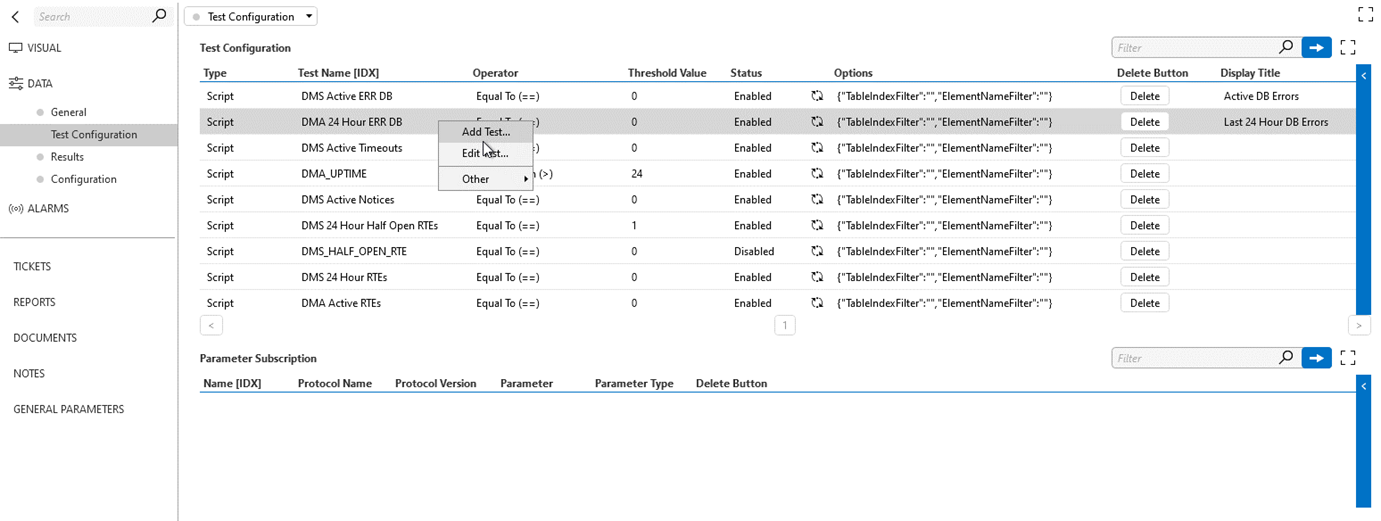 Search
VISUAL
DATA
General
Test Configuration
Results
Configuration
ALARMS
TICKETS
REPORTS
DOCUMENTS
NOTES
GENERAL PARAMETERS
Test Configuration
Test Configuration
Filter
Type Test Name [IDX] Operator Threshold Value Status Options Delete Button Display Title
Script DMS Active ERR DB Equal To (==) 0 Enabled {"TableIndexFilter":"","ElementNameFilter":""} Delete Active DB Errors
Script DMA 24 Hour ERR DB 0 Enabled {"TableIndexFilter":"","ElementNameFilter":""} Delete Last 24 Hour DB Errors
Script DMS Active Timeouts (==) 0 Enabled {"TableIndexFilter":"","ElementNameFilter":""} Delete
Script DMA_UPTIME (>) 24 Enabled {"TableIndexFilter":"","ElementNameFilter":""} Delete
Script DMS Active Notices Equal To (==) 0 Enabled {"TableIndexFilter":"","ElementNameFilter":""} Delete
Script DMS 24 Hour Half Open RTEs Equal To (==) 1 Enabled {"TableIndexFilter":"","ElementNameFilter":""} Delete
Script DMS_HALF_OPEN_RTE Equal To (==) 0 Disabled {"TableIndexFilter":"","ElementNameFilter":""} Delete
Script DMS 24 Hour RTEs Equal To (==) 0 Enabled {"TableIndexFilter":"","ElementNameFilter":""} Delete
Script DMA Active RTEs Equal To (==) 0 Enabled {"TableIndexFilter":"","ElementNameFilter":""} Delete
Add Test...
Edit
Other
< 1 >
Parameter Subscription
Filter
Name [IDX] Protocol Name Protocol Version Parameter Parameter Type Delete Button